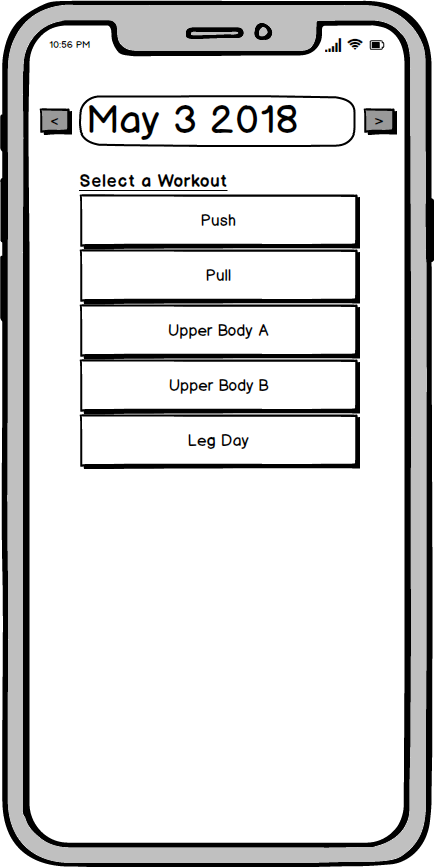 10:56 PM
< May 3 2018 >
Select a Workout
Push
Pull
Upper Body A
Upper Body B
Leg Day